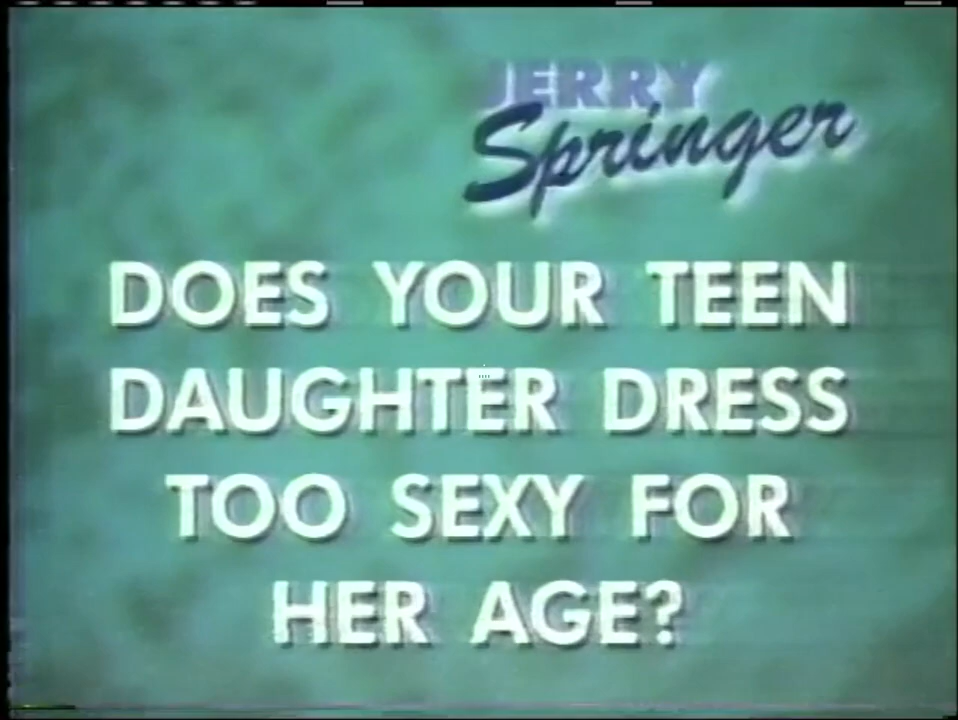 JERRY
Springer
DOES YOUR TEEN
DAUGHTER DRESS
TOO SEXY FOR
HER AGE?